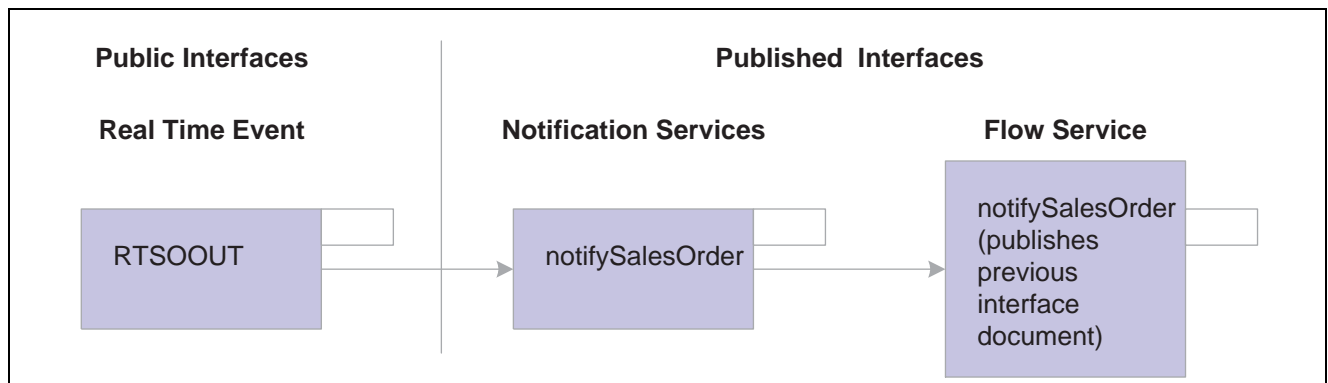 Public Interfaces
Published Interfaces
Real Time Event
Notification Services
Flow Service
RTSOOUT
notifySalesOrder
notifySalesOrder
(publishes
previous
interface
document)